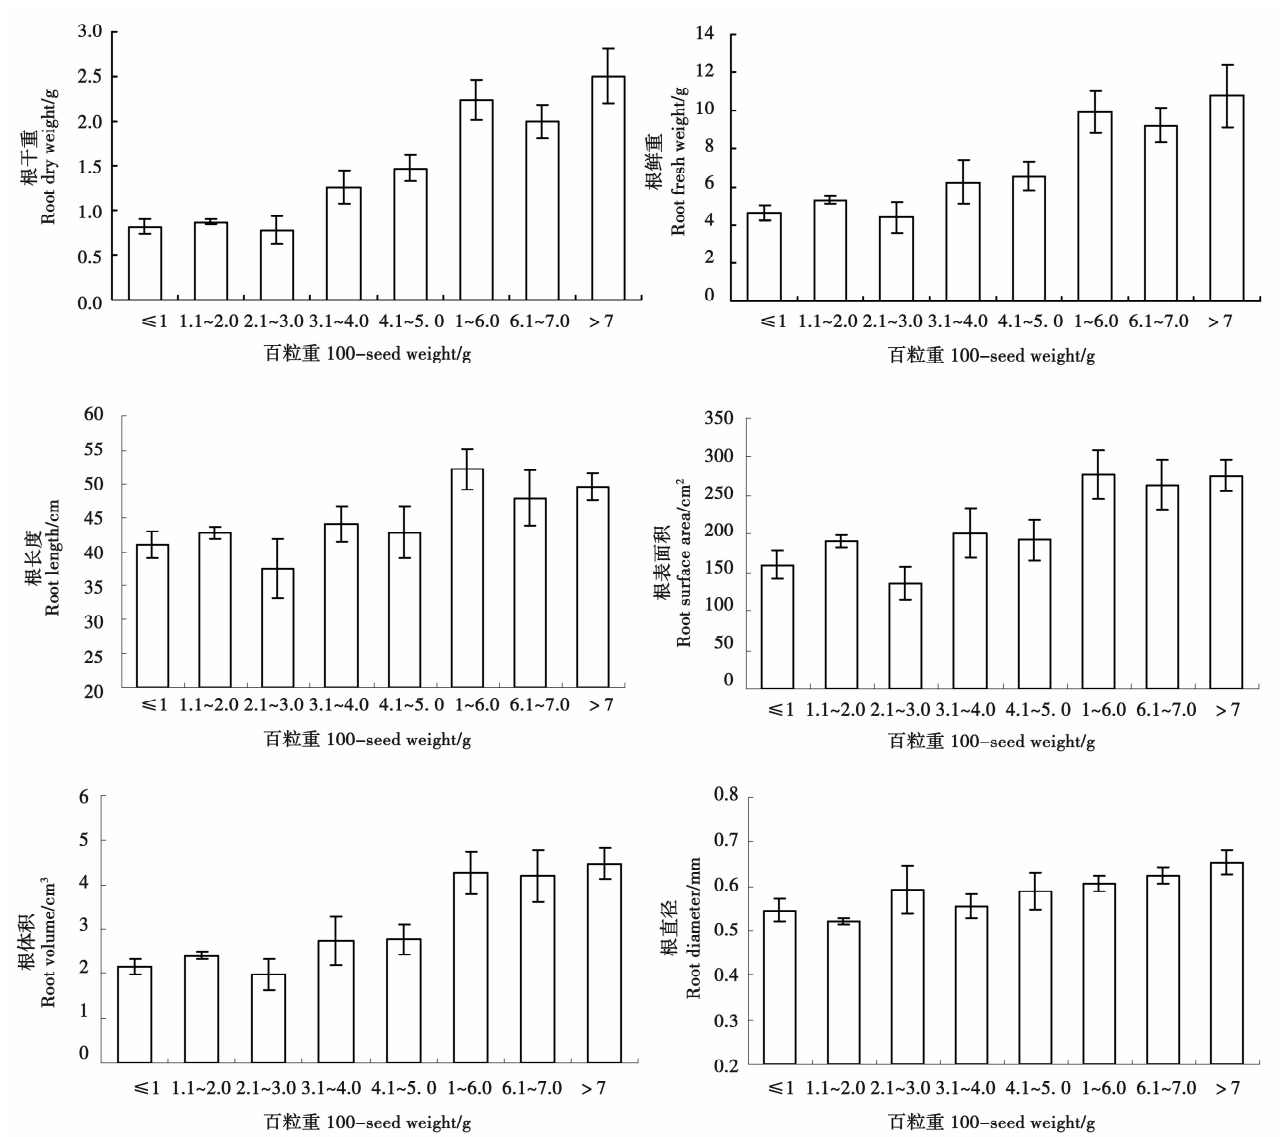 3.0
2.5
2.0
1.5
1.0
0.5
0.0
根干重
Root dry weight/g
≤1 1.1~2.0 2.1~3.0 3.1~4.0 4.1~5. 0 1~6.0 6.1~7.0 >7
百粒重 100-seed weight/g
14
12
10
8
6
4
2
0
根鲜重
Root fresh weight/g
≤1 1.1~2.0 2.1~3.0 3.1~4.0 4.1~5. 0 1~6.0 6.1~7.0 >7
百粒重 100-seed weight/g
60
55
50
45
40
35
30
25
20
根长度
Root length/cm
≤1 1.1~2.0 2.1~3.0 3.1~4.0 4.1~5. 0 1~6.0 6.1~7.0 >7
百粒重 100-seed weight/g
350
300
250
200
150
100
50
0
根表面积
Root surface area/cm²
≤1 1.1~2.0 2.1~3.0 3.1~4.0 4.1~5. 0 1~6.0 6.1~7.0 >7
百粒重 100-seed weight/g
6
5
4
3
2
1
0
根体积
Root volume/cm³
≤1 1.1~2.0 2.1~3.0 3.1~4.0 4.1~5. 0 1~6.0 6.1~7.0 >7
百粒重 100-seed weight/g
0.8
0.7
0.6
0.5
0.4
0.3
0.2
根直径
Root diameter/mm
≤1 1.1~2.0 2.1~3.0 3.1~4.0 4.1~5. 0 1~6.0 6.1~7.0 >7
百粒重 100-seed weight/g